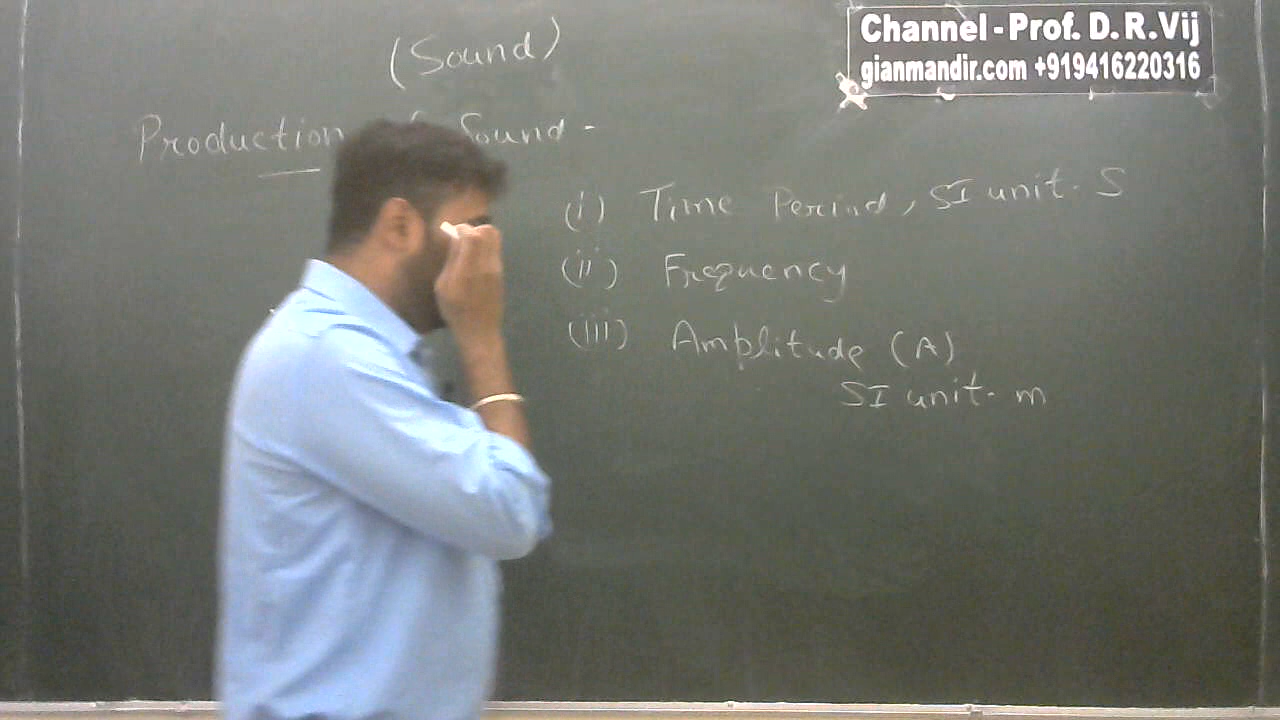 Channel - Prof. D. R. Vij
gianmandir.com +919416220316
(Sound)
Production Sound -
(i) Time Period, SI unit. S
(ii) Frequency
(iii) Amplitude (A)
SI unit. m